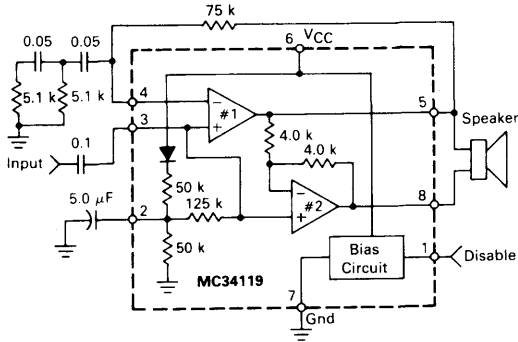 75 k
0.05 0.05
6 VCC
5.1 k 5.1 k
4
5
Speaker
− #1
+
3
0.1
Input
4.0 k
4.0 k
50 k
5.0 μF
2
125 k
− #2
+
8
50 k
Bias
Circuit
1
Disable
MC34119
7
Gnd